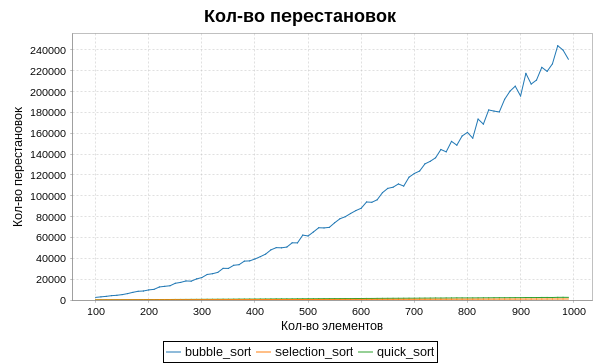 Кол-во перестановок
Кол-во перестановок
240000
220000
200000
180000
160000
140000
120000
100000
80000
60000
40000
20000
0
100 200 300 400 500 600 700 800 900 1000
Кол-во элементов
bubble_sort selection_sort quick_sort